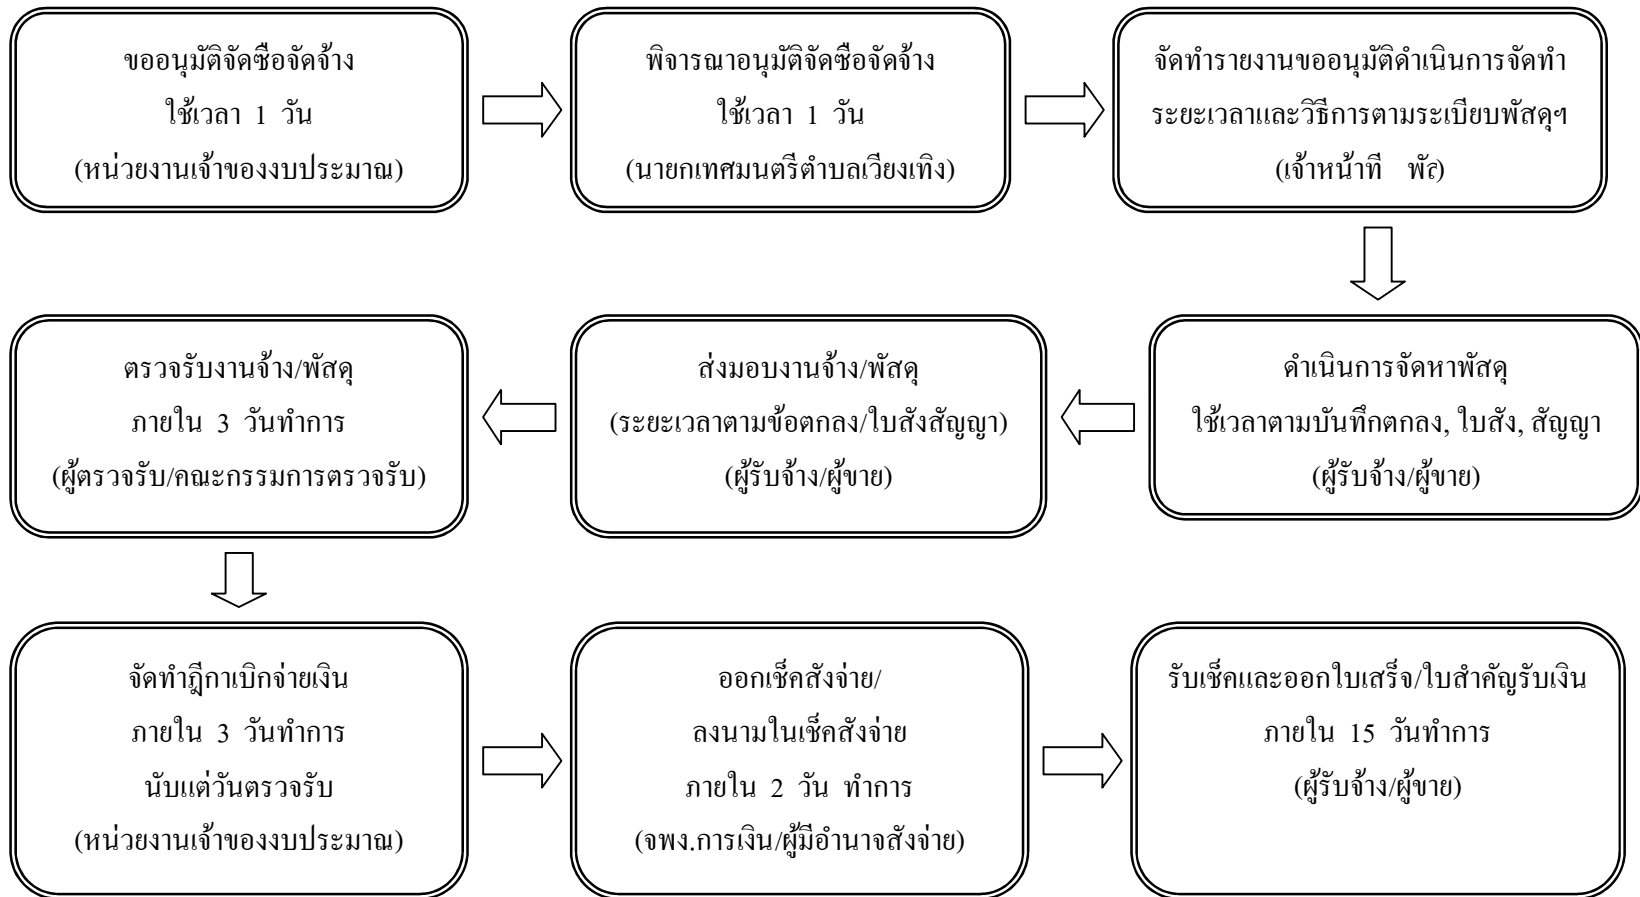 ขออนุมัติจัดซือจัดจ้าง
ใช้เวลา 1 วัน
(หน่วยงานเจ้าของงบประมาณ)
พิจารณาอนุมัติจัดซือจัดจ้าง
ใช้เวลา 1 วัน
(นายกเทศมนตรีตำบลเวียงเทิง)
จัดทำรายงานขออนุมัติดำเนินการจัดทำ
ระยะเวลาและวิธีการตามระเบียบพัสดุฯ
(เจ้าหน้าที พัส)
ดำเนินการจัดหาพัสดุ
ใช้เวลาตามบันทึกตกลง, ใบสัง, สัญญา
(ผู้รับจ้าง/ผู้ขาย)
ส่งมอบงานจ้าง/พัสดุ
(ระยะเวลาตามข้อตกลง/ใบสังสัญญา)
(ผู้รับจ้าง/ผู้ขาย)
ตรวจรับงานจ้าง/พัสดุ
ภายใน 3 วันทำการ
(ผู้ตรวจรับ/คณะกรรมการตรวจรับ)
จัดทำฎีกาเบิกจ่ายเงิน
ภายใน 3 วันทำการ
นับแต่วันตรวจรับ
(หน่วยงานเจ้าของงบประมาณ)
ออกเช็คสังจ่าย/
ลงนามในเช็คสังจ่าย
ภายใน 2 วัน ทำการ
(จพง.การเงิน/ผู้มีอำนาจสังจ่าย)
รับเช็คและออกใบเสร็จ/ใบสำคัญรับเงิน
ภายใน 15 วันทำการ
(ผู้รับจ้าง/ผู้ขาย)